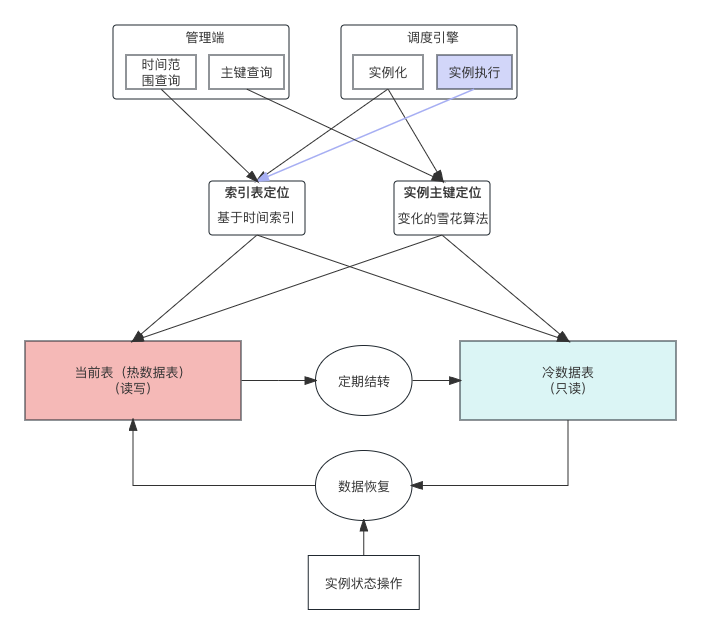 管理端
调度引擎
时间范
围查询
主键查询
实例化
实例执行
索引表定位
基于时间索引
实例主键定位
变化的雪花算法
当前表（热数据表）
（读写）
定期结转
冷数据表
（只读）
数据恢复
实例状态操作